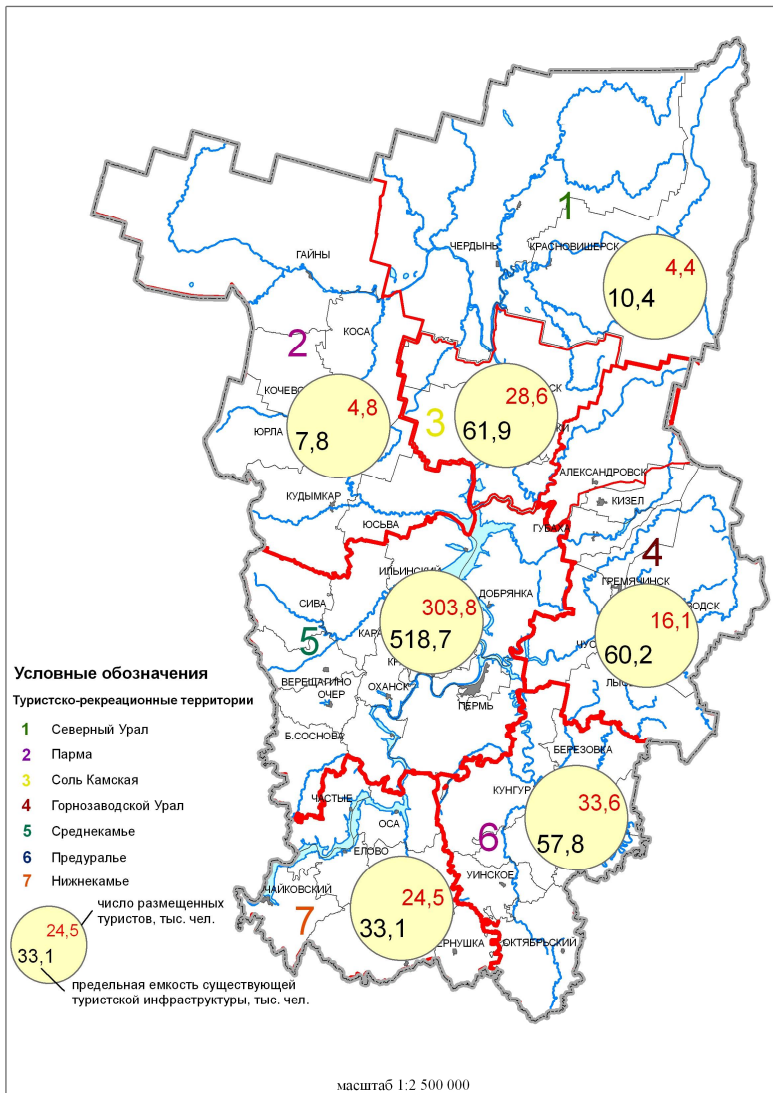 1
ЧЕРДЫНЬ
КРАСНОВИШЕРСК
ГАЙНЫ
4,4
10,4
КОСА
2
КОЧЕВО
4,8
7,8
ЮРЛА
3
28,6
61,9
АЛЕКСАНДРОВСК
КИЗЕЛ
КУДЫМКАР
ЮСЬВА
ГУБАХА
4
ИЛЬИНСКИЙ
ГРЕМЯЧИНСК
ДОБРЯНКА
СИВА
303,8
518,7
16,1
60,2
5
КАРА
ЧУС
ЛЫС
ВЕРЕЩАГИНО
ОЧЕР
ОХАНСК
ПЕРМЬ
Б.СОСНОВА
БЕРЕЗОВКА
КУНГУР
33,6
57,8
ЧАСТЫЕ
ОСА
6
ЕЛОВО
УИНСКОЕ
ЧАЙКОВСКИЙ
24,5
33,1
7
ЕРНУШКА
ОКТЯБРЬСКИЙ
Условные обозначения
Туристско-рекреационные территории
1 Северный Урал
2 Парма
3 Соль Камская
4 Горнозаводской Урал
5 Среднекамье
6 Предуралье
7 Нижнекамье
число размещенных
туристов, тыс. чел.
24,5
33,1
предельная емкость существующей
туристской инфраструктуры, тыс. чел.
масштаб 1:2 500 000